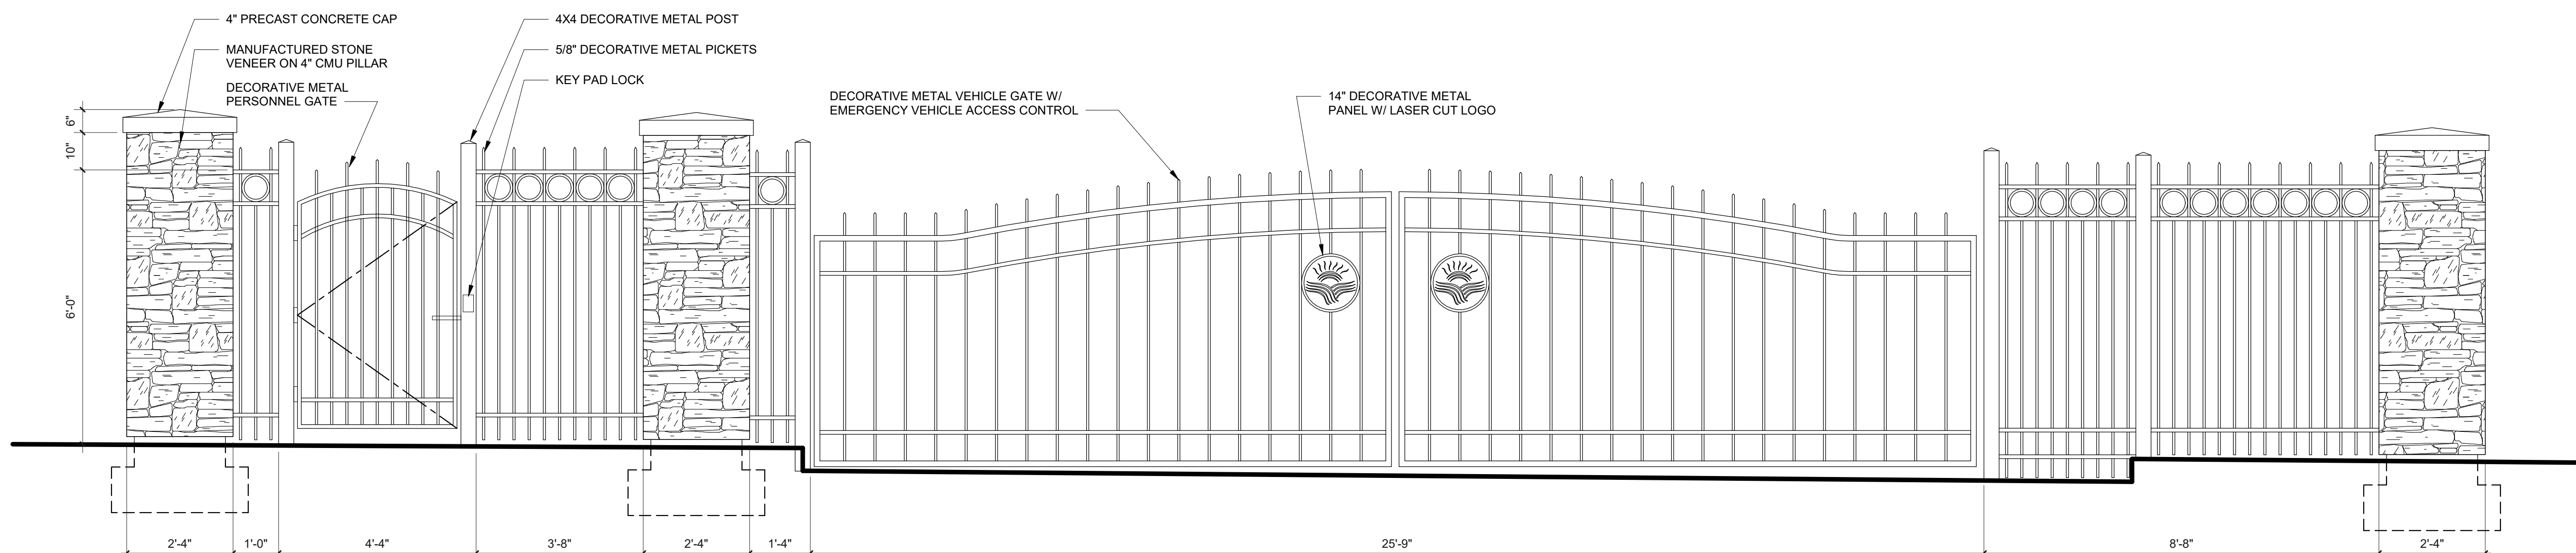 4" PRECAST CONCRETE CAP
MANUFACTURED STONE
VENEER ON 4" CMU PILLAR
DECORATIVE METAL
PERSONNEL GATE
4X4 DECORATIVE METAL POST
5/8" DECORATIVE METAL PICKETS
KEY PAD LOCK
DECORATIVE METAL VEHICLE GATE W/
EMERGENCY VEHICLE ACCESS CONTROL
14" DECORATIVE METAL
PANEL W/ LASER CUT LOGO
6"
10"
6'-0"
2'-4"
1'-0"
4'-4"
3'-8"
2'-4"
1'-4"
25'-9"
8'-8"
2'-4"